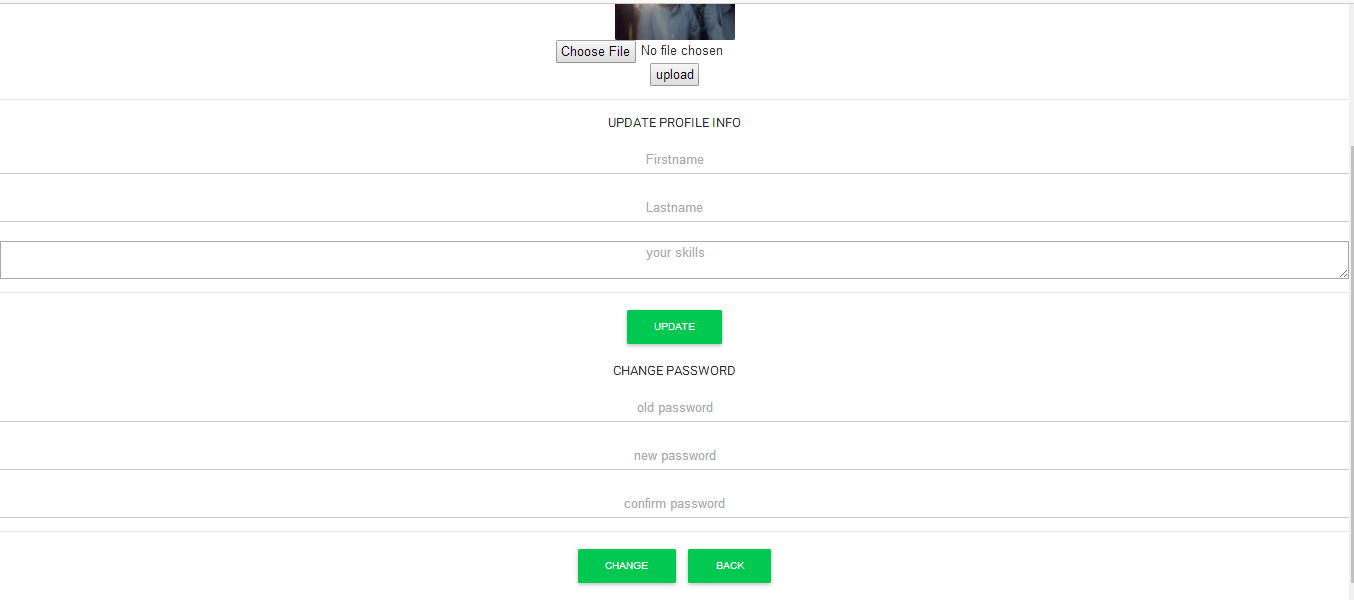 Choose File No file chosen
upload
UPDATE PROFILE INFO
Firstname
Lastname
your skills
UPDATE
CHANGE PASSWORD
old password
new password
confirm password
CHANGE BACK